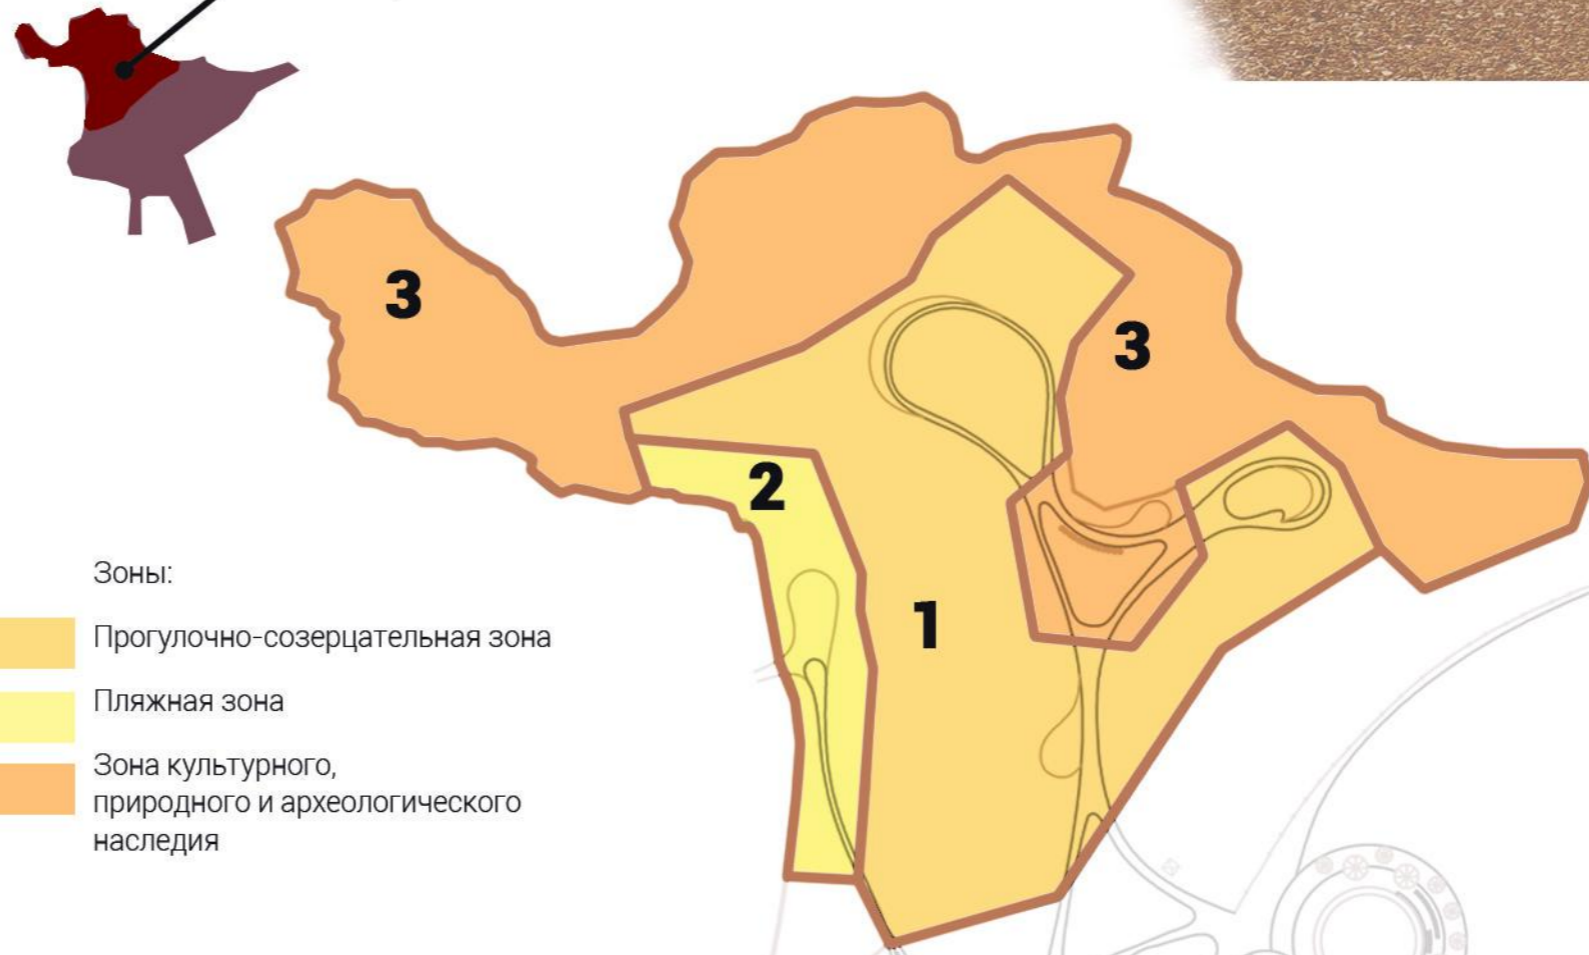 3
3
2
1
Зоны:
Прогулочно-созерцательная зона
Пляжная зона
Зона культурного,
природного и археологического
наследия